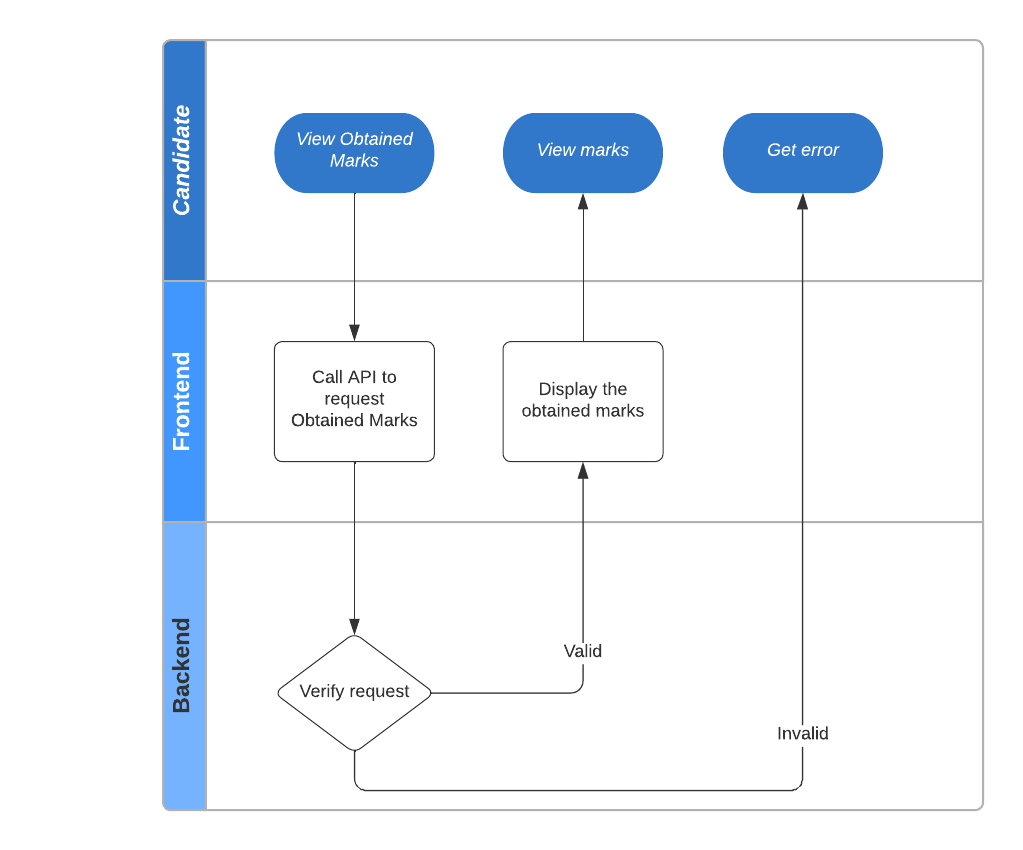 Candidate
View Obtained
Marks
View marks
Get error
Frontend
Call API to
request
Obtained Marks
Display the
obtained marks
Backend
Verify request
Valid
Invalid